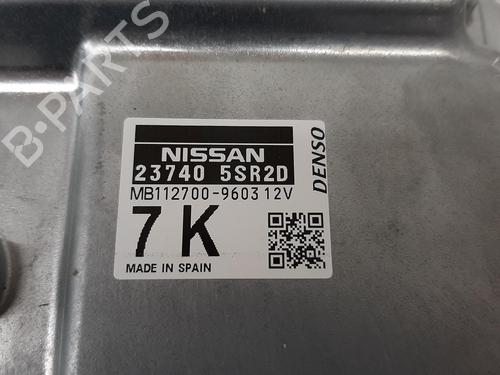 B-PARTS
NISSAN
23740 5SR2D
MB112700-9603 12V
7K
MADE IN SPAIN
DENSO